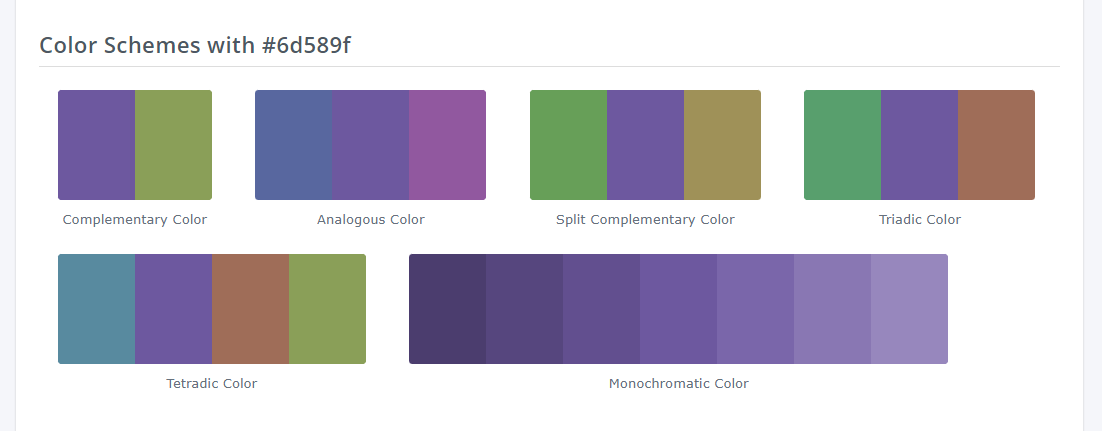 Color Schemes with #6d589f
Complementary Color
Analogous Color
Split Complementary Color
Triadic Color
Tetradic Color
Monochromatic Color